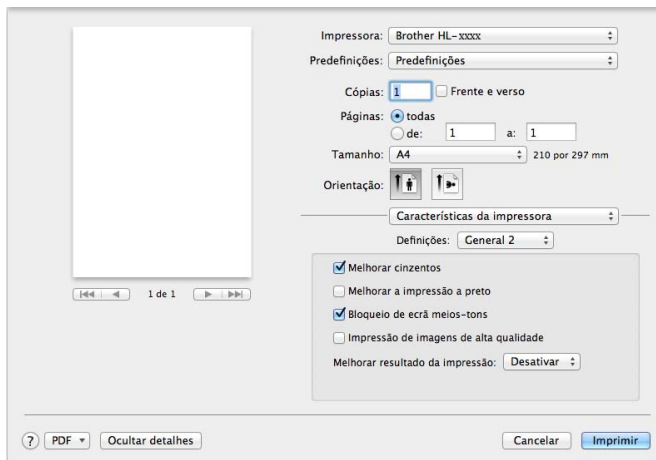 Impressora: Brother HL-xxxx
Predefinições: Predefinições
Cópias: 1 Frente e verso
Páginas: todas
de: 1 a: 1
Tamanho: A4 210 por 297 mm
Orientação:
Características da impressora
Definições: General 2
Melhorar cinzentos
Melhorar a impressão a preto
Bloqueio de ecrã meios-tons
Impressão de imagens de alta qualidade
Melhorar resultado da impressão: Desativar
1 de 1
? PDF Ocultar detalhes Cancelar Imprimir